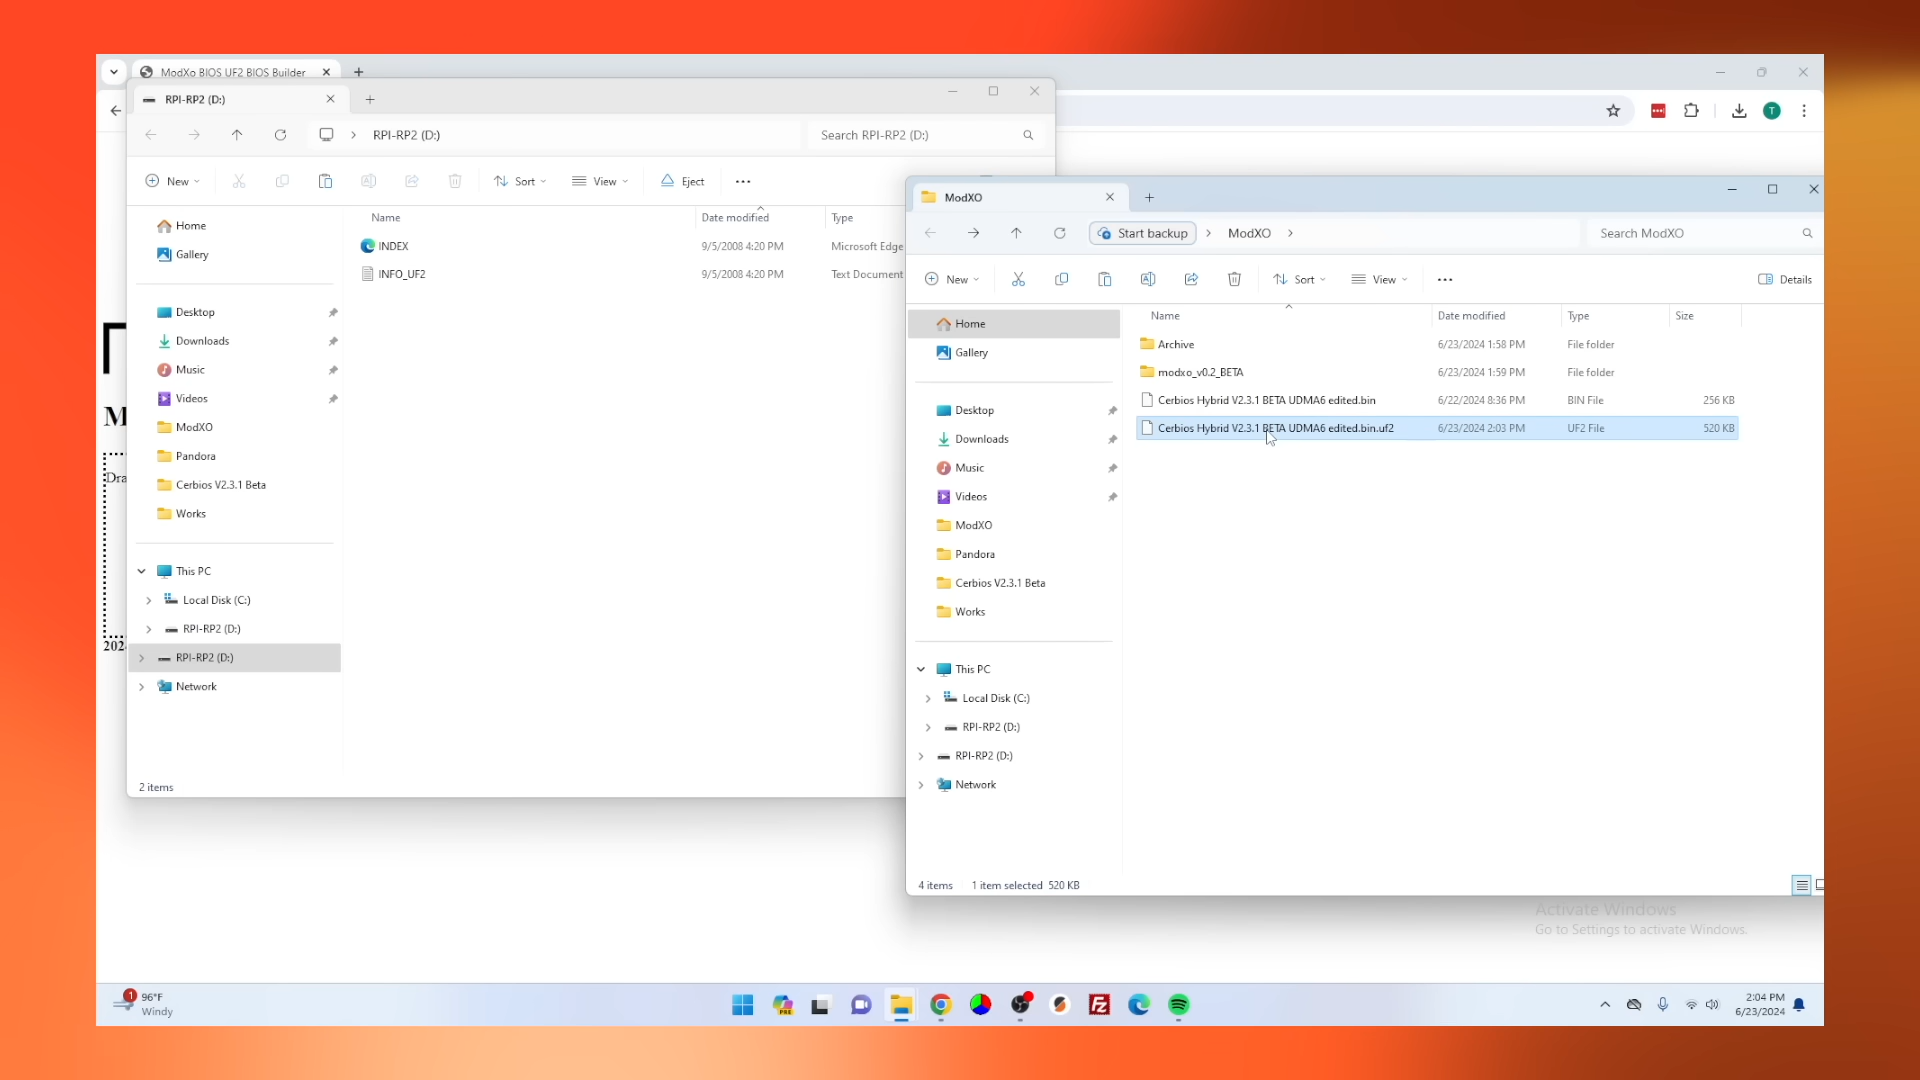 ModXo BIOS UF2 BIOS Builder
RPI-RP2 (D:)
RPI-RP2 (D:)
Search RPI-RP2 (D:)
New
Sort
View
Eject
Name
Date modified
Type
Home
Gallery
INDEX
9/5/2008 4:20 PM
Microsoft Edge
INFO_UF2
9/5/2008 4:20 PM
Text Document
Desktop
Downloads
Music
Videos
ModXO
Pandora
Cerbios V2.3.1 Beta
Works
This PC
Local Disk (C:)
RPI-RP2 (D:)
RPI-RP2 (D:)
Network
2 items
M
Dra
202
T
ModXO
Start backup
ModXO
Search ModXO
New
Sort
View
Details
Name
Date modified
Type
Size
Home
Gallery
Archive
6/23/2024 1:58 PM
File folder
modxo_v0.2_BETA
6/23/2024 1:59 PM
File folder
Cerbios Hybrid V2.3.1 BETA UDMA6 edited.bin
6/22/2024 8:36 PM
BIN File
256 KB
Cerbios Hybrid V2.3.1 BETA UDMA6 edited.bin.uf2
6/23/2024 2:03 PM
UF2 File
520 KB
Desktop
Downloads
Music
Videos
ModXO
Pandora
Cerbios V2.3.1 Beta
Works
This PC
Local Disk (C:)
RPI-RP2 (D:)
RPI-RP2 (D:)
Network
4 items
1 item selected 520 KB
Activate Windows
Go to Settings to activate Windows.
1
96°F
Windy
PRE
FZ
2:04 PM
6/23/2024